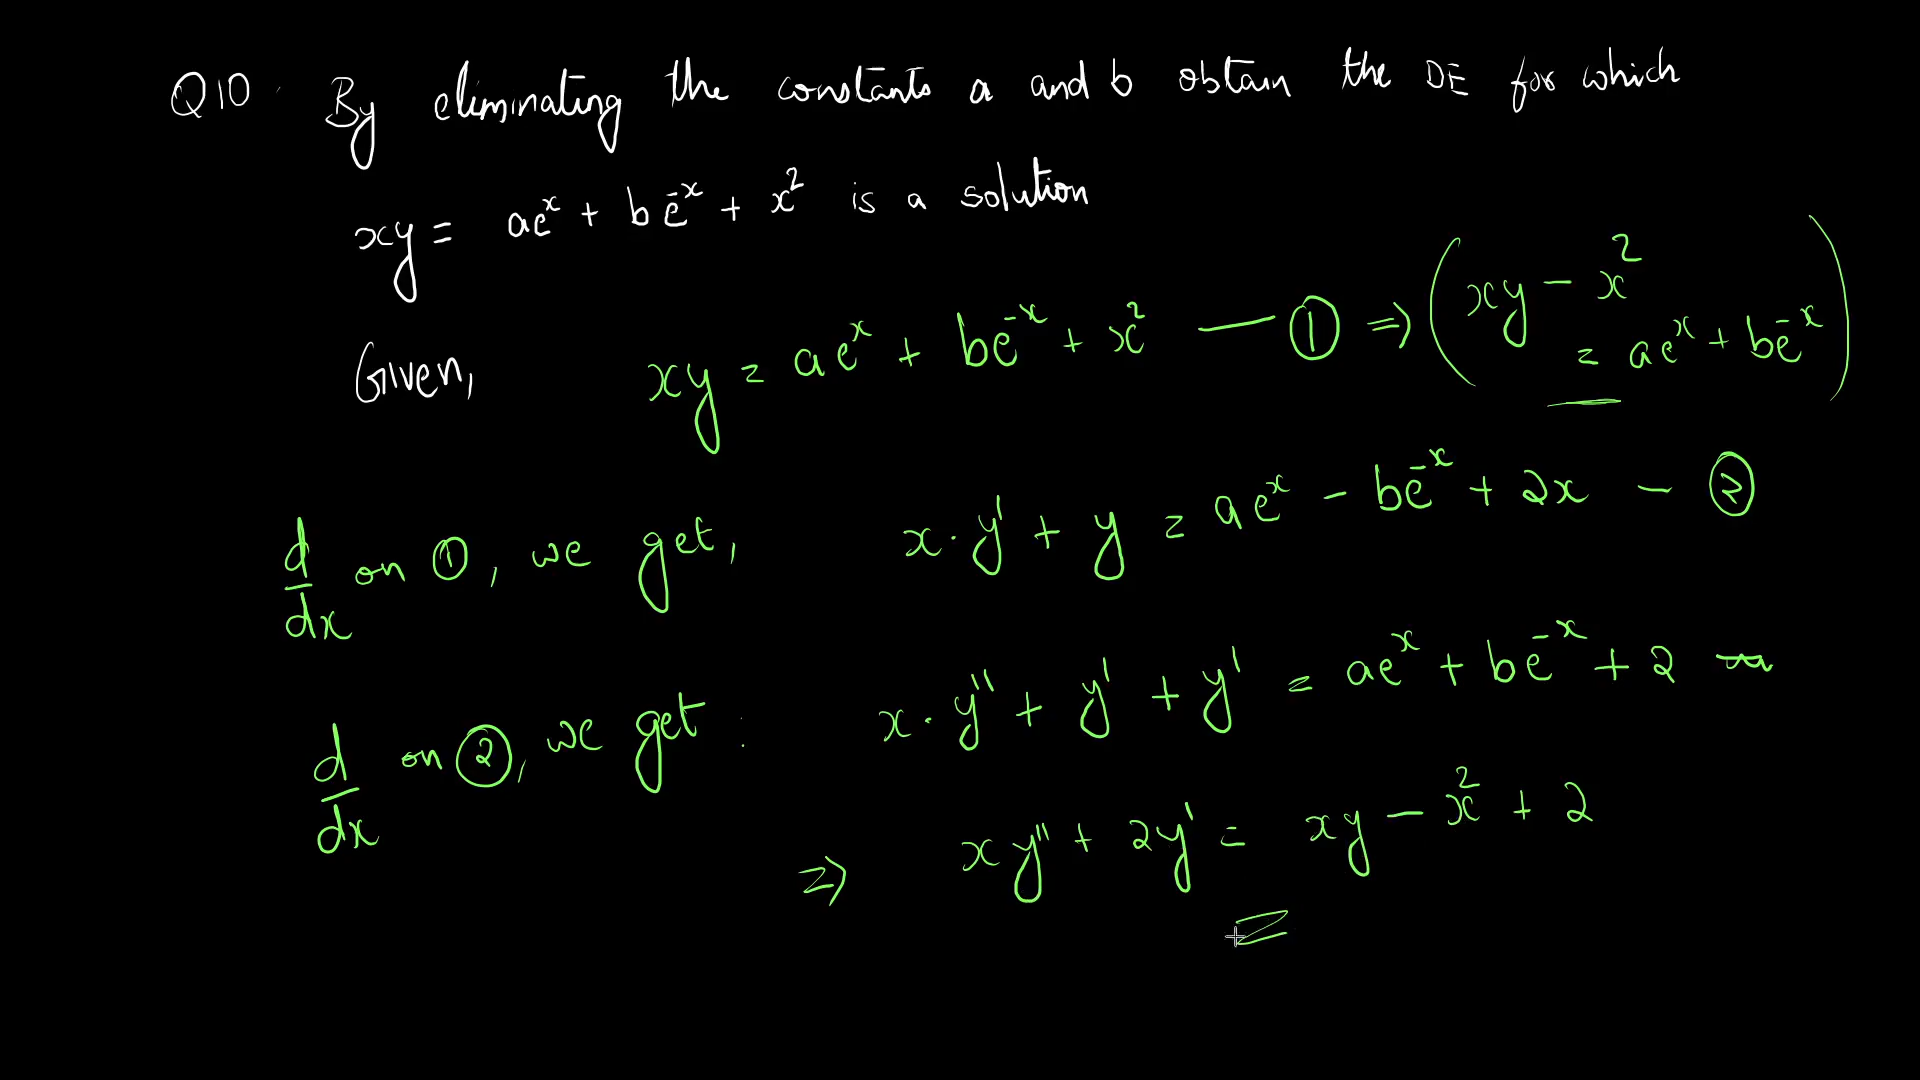 Q10. By eliminating the constants a and b obtain the DE for which
xy = ae^x + be^-x + x^2 is a solution
Given, xy = ae^x + be^-x + x^2 — ① ⇒ (xy - x^2 = ae^x + be^-x)
d/dx on ①, we get, x·y' + y = ae^x - be^-x + 2x - ②
d/dx on ②, we get: x·y'' + y' + y' = ae^x + be^-x + 2
⇒ xy'' + 2y' = xy - x^2 + 2